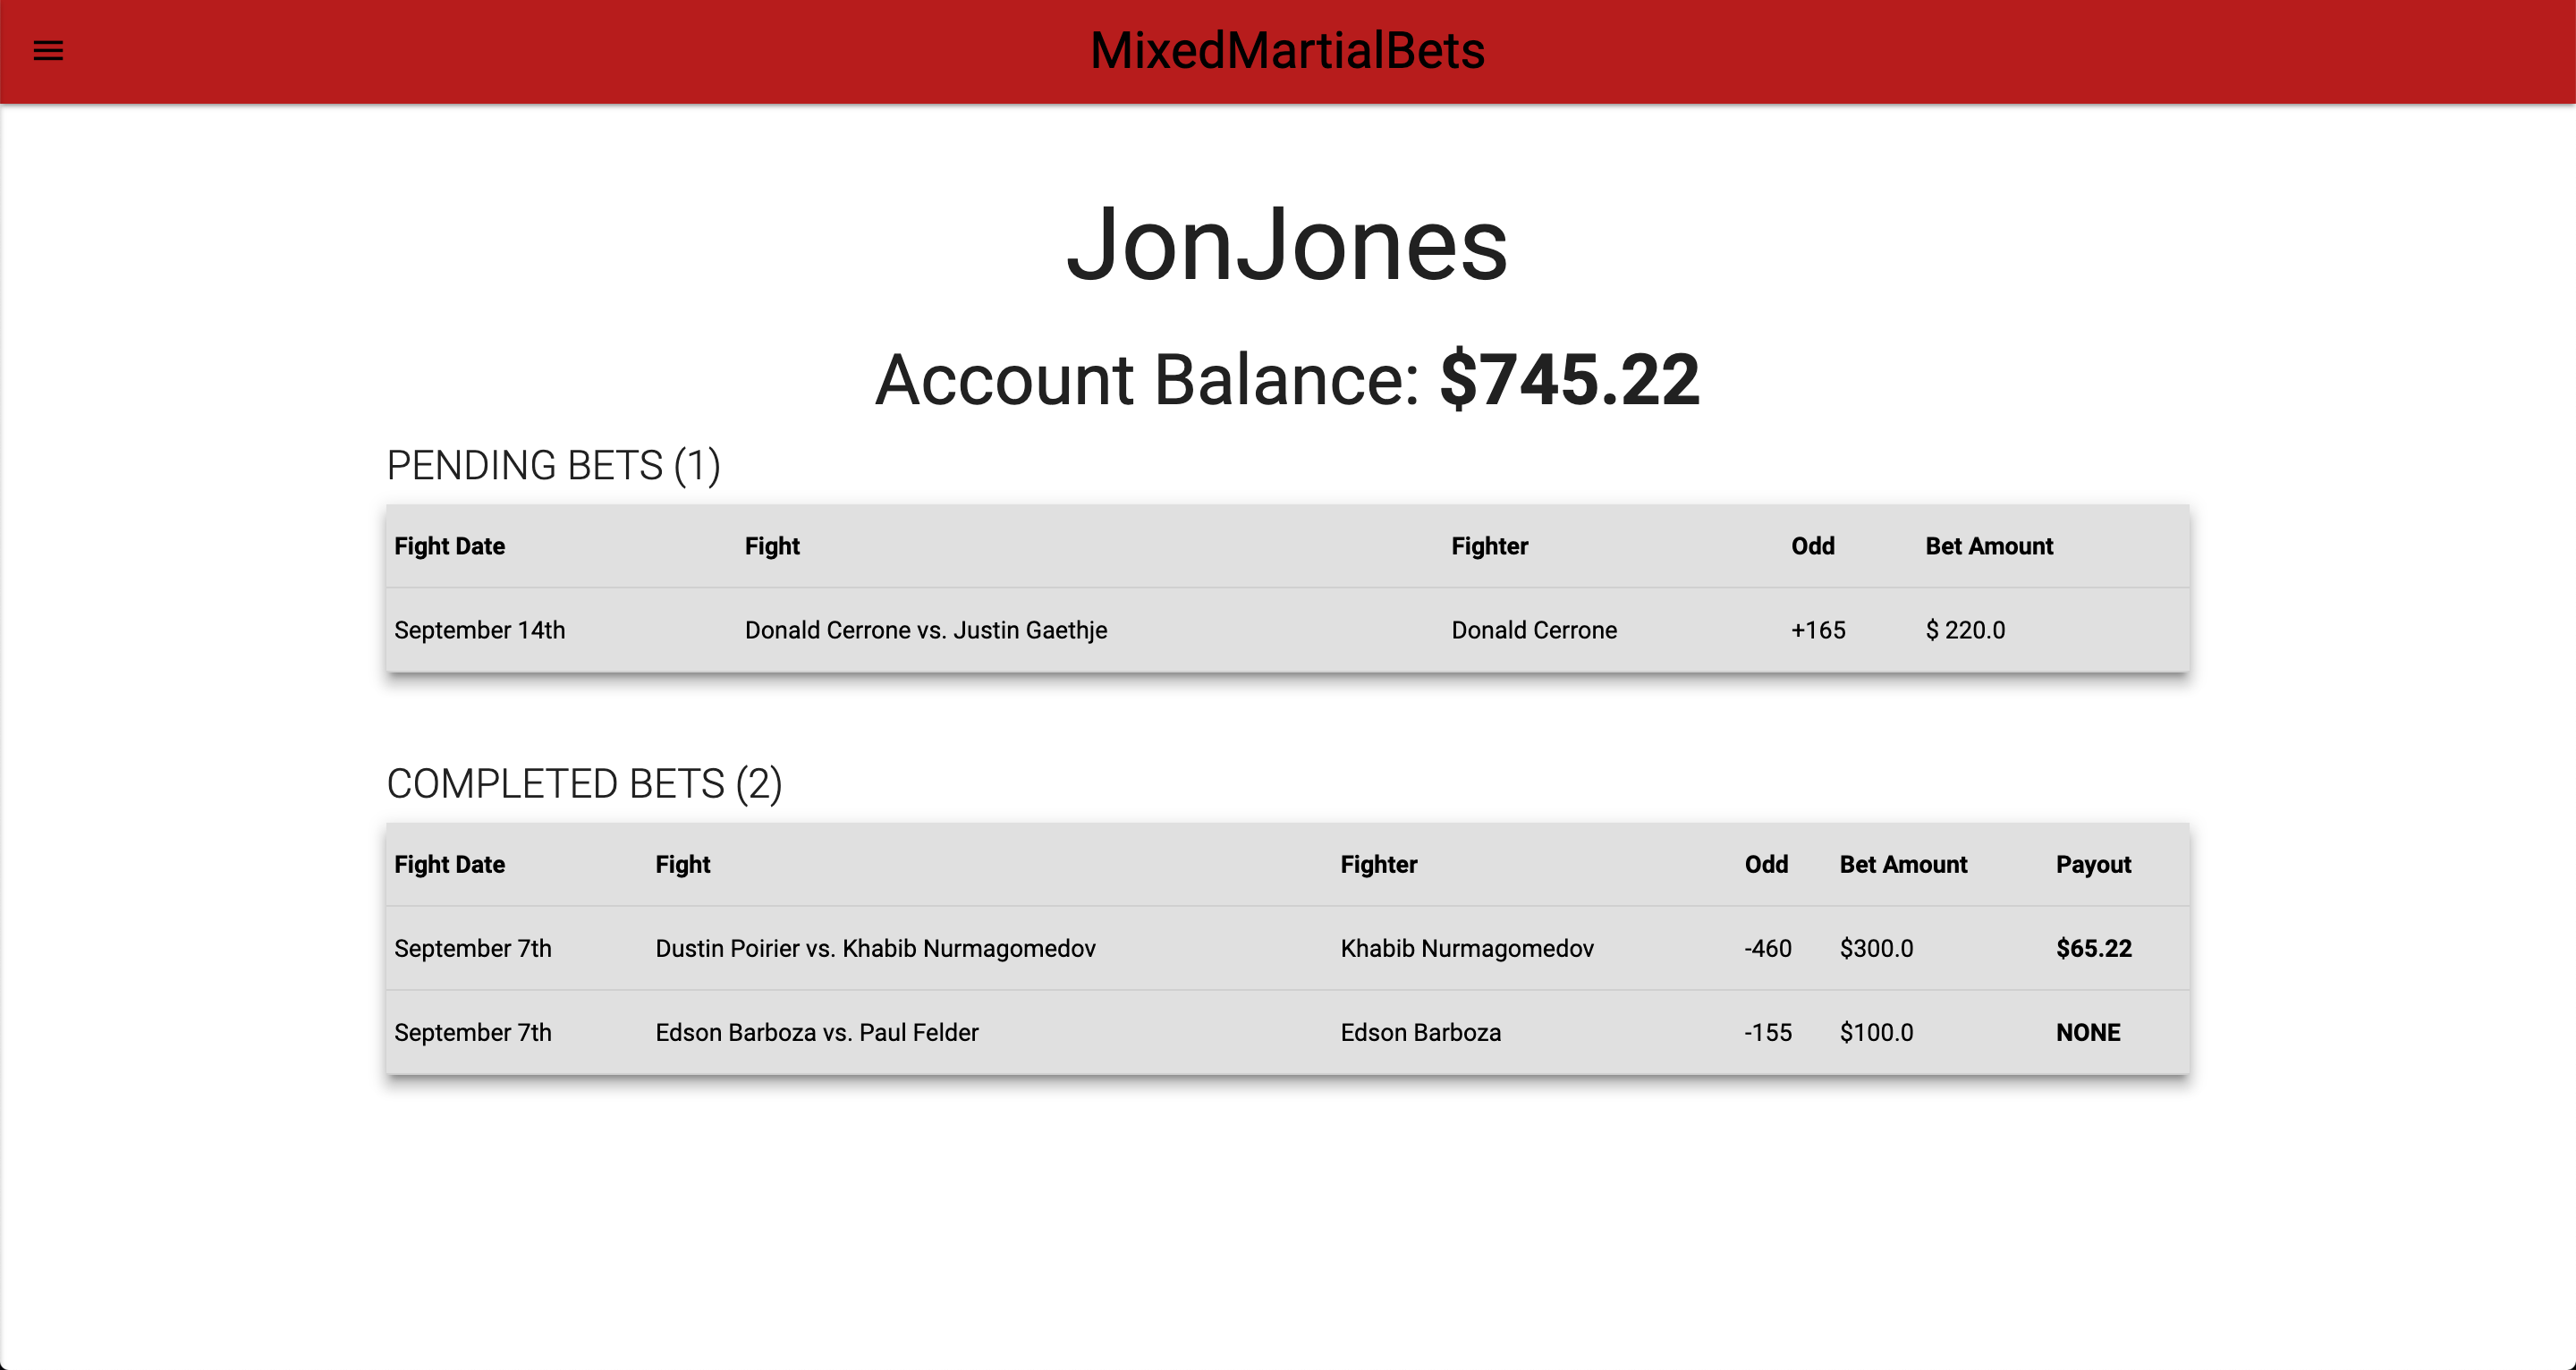 MixedMartialBets
JonJones
Account Balance: $745.22
PENDING BETS (1)
Fight Date Fight Fighter Odd Bet Amount
September 14th Donald Cerrone vs. Justin Gaethje Donald Cerrone +165 $ 220.0
COMPLETED BETS (2)
Fight Date Fight Fighter Odd Bet Amount Payout
September 7th Dustin Poirier vs. Khabib Nurmagomedov Khabib Nurmagomedov -460 $300.0 $65.22
September 7th Edson Barboza vs. Paul Felder Edson Barboza -155 $100.0 NONE